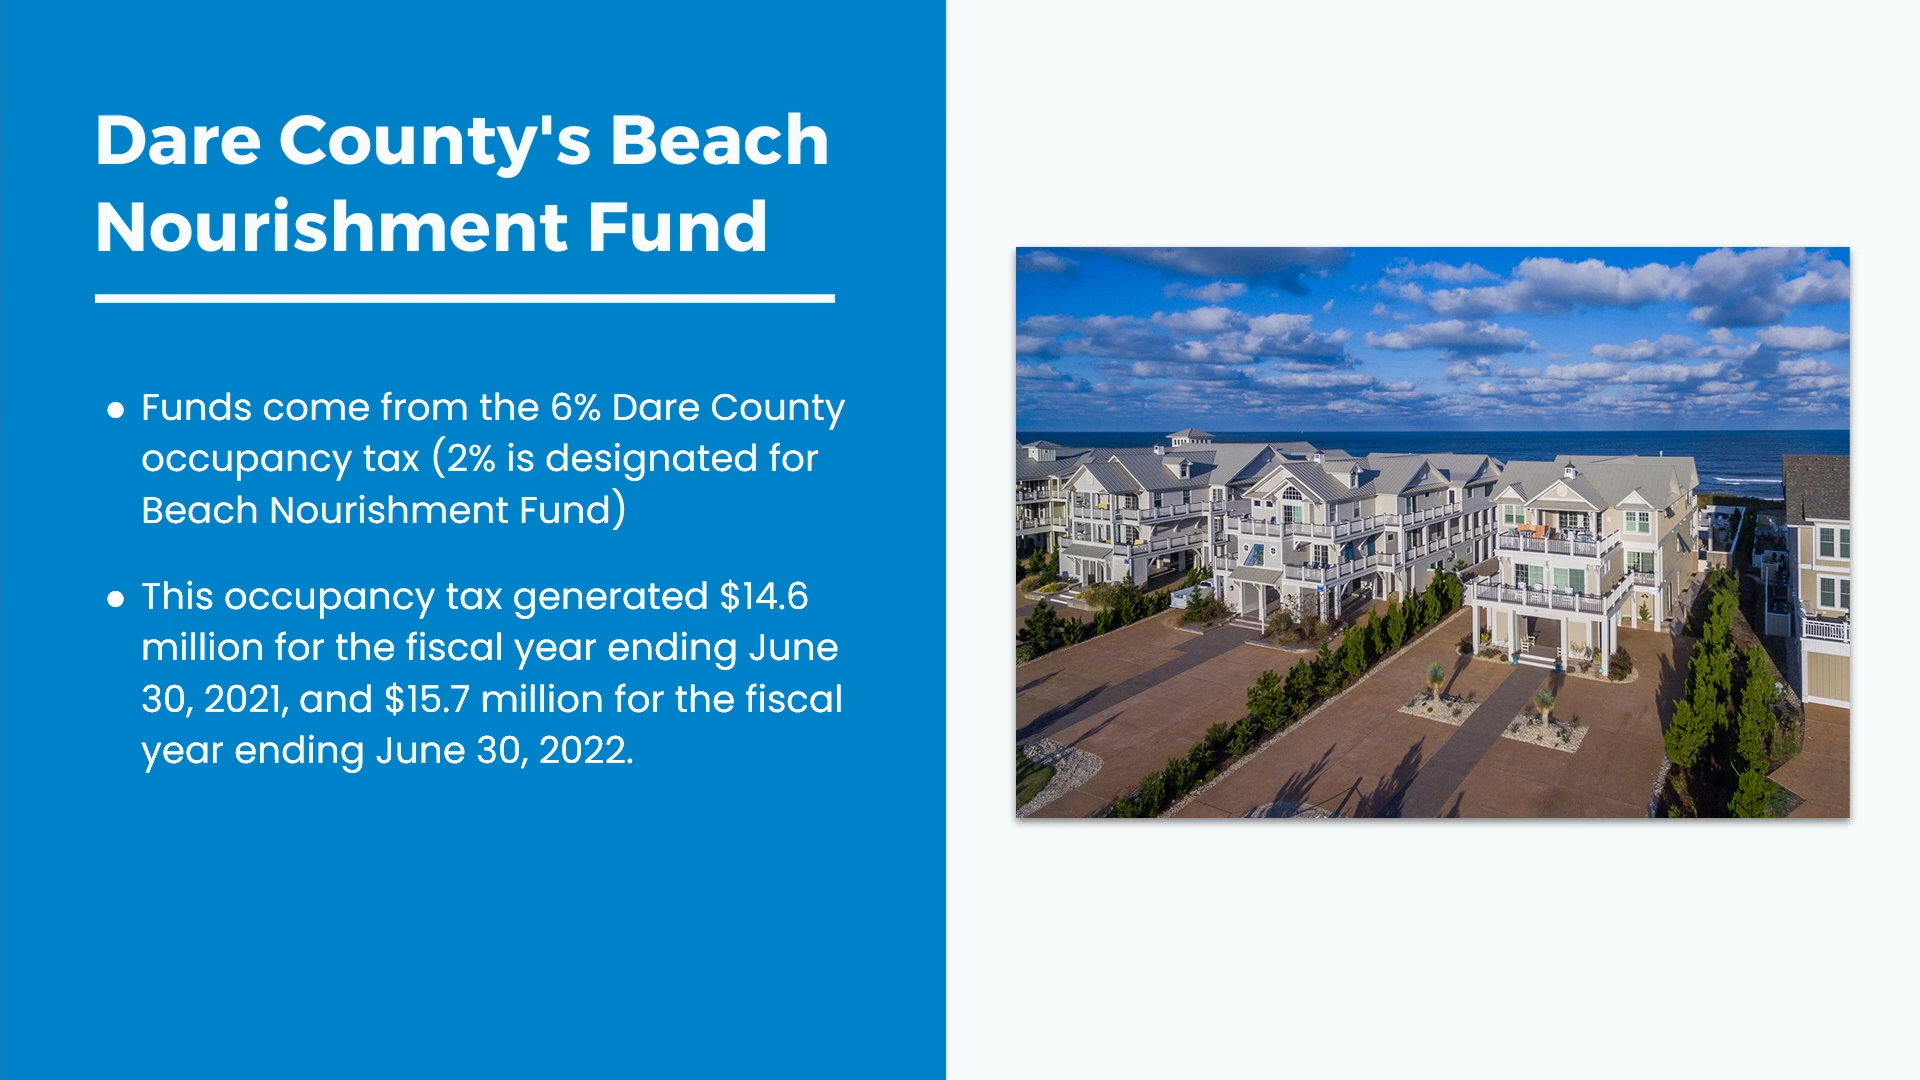 Dare County's Beach
Nourishment Fund
● Funds come from the 6% Dare County
occupancy tax (2% is designated for
Beach Nourishment Fund)
● This occupancy tax generated $14.6
million for the fiscal year ending June
30, 2021, and $15.7 million for the fiscal
year ending June 30, 2022.